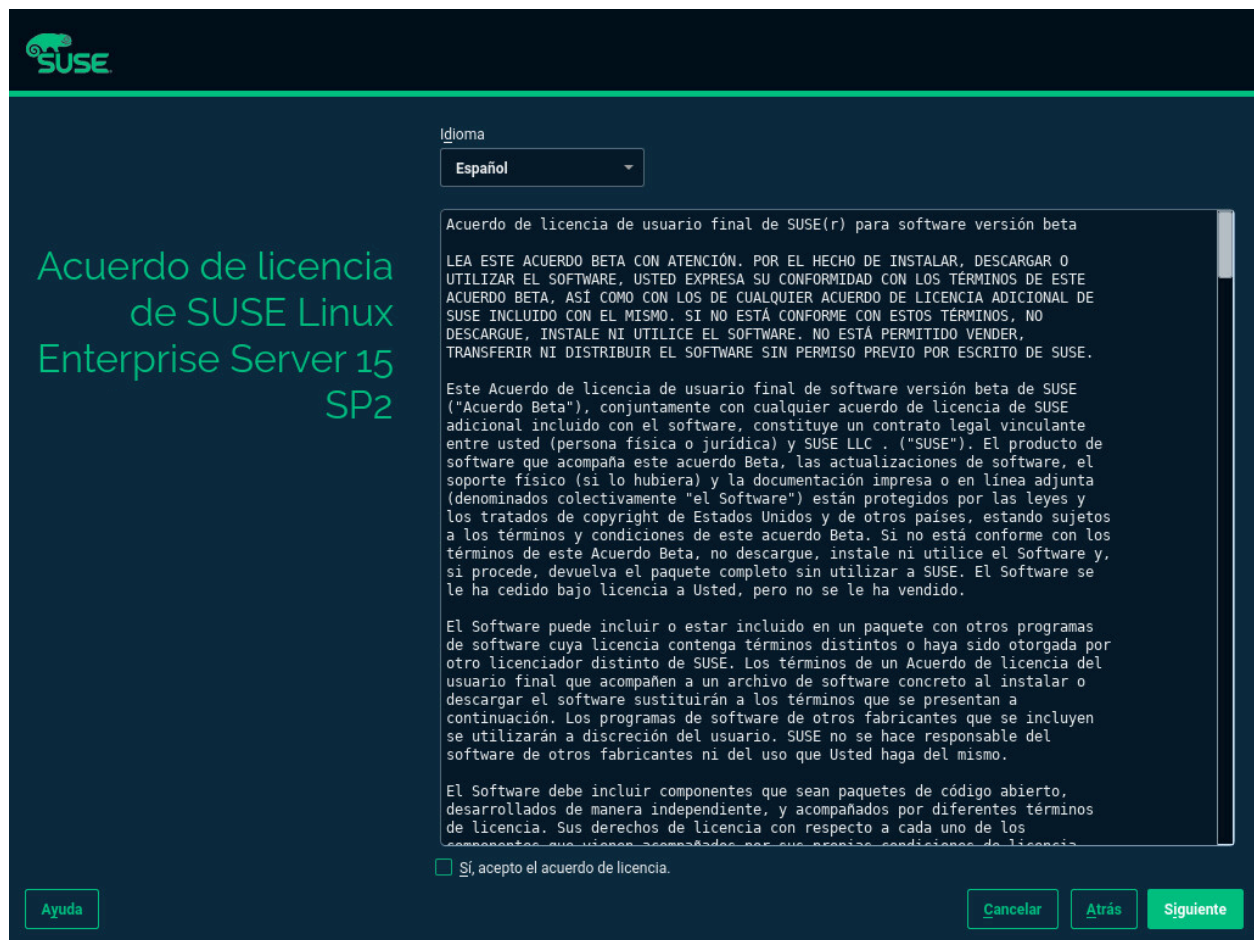 SUSE
Idioma
Español
Acuerdo de licencia
de SUSE Linux
Enterprise Server 15
SP2
Acuerdo de licencia de usuario final de SUSE(r) para software versión beta
LEA ESTE ACUERDO BETA CON ATENCIÓN. POR EL HECHO DE INSTALAR, DESCARGAR O
UTILIZAR EL SOFTWARE, USTED EXPRESA SU CONFORMIDAD CON LOS TÉRMINOS DE ESTE
ACUERDO BETA, ASÍ COMO CON LOS DE CUALQUIER ACUERDO DE LICENCIA ADICIONAL DE
SUSE INCLUIDO CON EL MISMO. SI NO ESTÁ CONFORME CON ESTOS TÉRMINOS, NO
DESCARGUE, INSTALE NI UTILICE EL SOFTWARE. NO ESTÁ PERMITIDO VENDER,
TRANSFERIR NI DISTRIBUIR EL SOFTWARE SIN PERMISO PREVIO POR ESCRITO DE SUSE.
Este Acuerdo de licencia de usuario final de software versión beta de SUSE
("Acuerdo Beta"), conjuntamente con cualquier acuerdo de licencia de SUSE
adicional incluido con el software, constituye un contrato legal vinculante
entre usted (persona física o jurídica) y SUSE LLC . ("SUSE"). El producto de
software que acompaña este acuerdo Beta, las actualizaciones de software, el
soporte físico (si lo hubiera) y la documentación impresa o en línea adjunta
(denominados colectivamente "el Software") están protegidos por las leyes y
los tratados de copyright de Estados Unidos y de otros países, estando sujetos
a los términos y condiciones de este acuerdo Beta. Si no está conforme con los
términos de este Acuerdo Beta, no descargue, instale ni utilice el Software y,
si procede, devuelva el paquete completo sin utilizar a SUSE. El Software se
le ha cedido bajo licencia a Usted, pero no se le ha vendido.
El Software puede incluir o estar incluido en un paquete con otros programas
de software cuya licencia contenga términos distintos o haya sido otorgada por
otro licenciador distinto de SUSE. Los términos de un Acuerdo de licencia del
usuario final que acompañen a un archivo de software concreto al instalar o
descargar el software sustituirán a los términos que se presentan a
continuación. Los programas de software de otros fabricantes que se incluyen
se utilizarán a discreción del usuario. SUSE no se hace responsable del
software de otros fabricantes ni del uso que Usted haga del mismo.
El Software debe incluir componentes que sean paquetes de código abierto,
desarrollados de manera independiente, y acompañados por diferentes términos
de licencia. Sus derechos de licencia con respecto a cada uno de los
componentes que vienen acompañados por sus propias condiciones de licencia
Sí, acepto el acuerdo de licencia.
Ayuda
Cancelar
Atrás
Siguiente